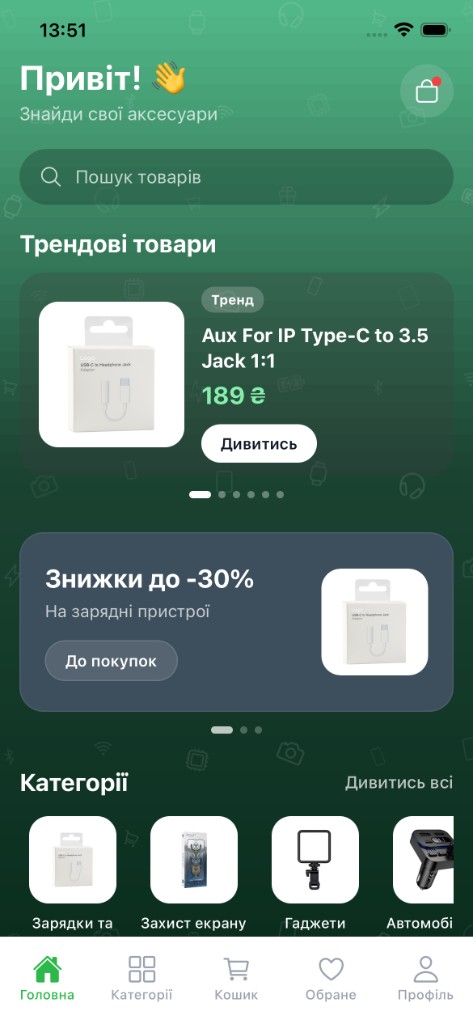 13:51
Привіт! 👋
Знайди свої аксесуари
Пошук товарів
Трендові товари
Тренд
Aux For IP Type-C to 3.5
Jack 1:1
189 ₴
Дивитись
Знижки до -30%
На зарядні пристрої
До покупок
Категорії
Дивитись всі
Зарядки та
Захист екрану
Гаджети
Автомобі
Головна
Категорії
Кошик
Обране
Профіль